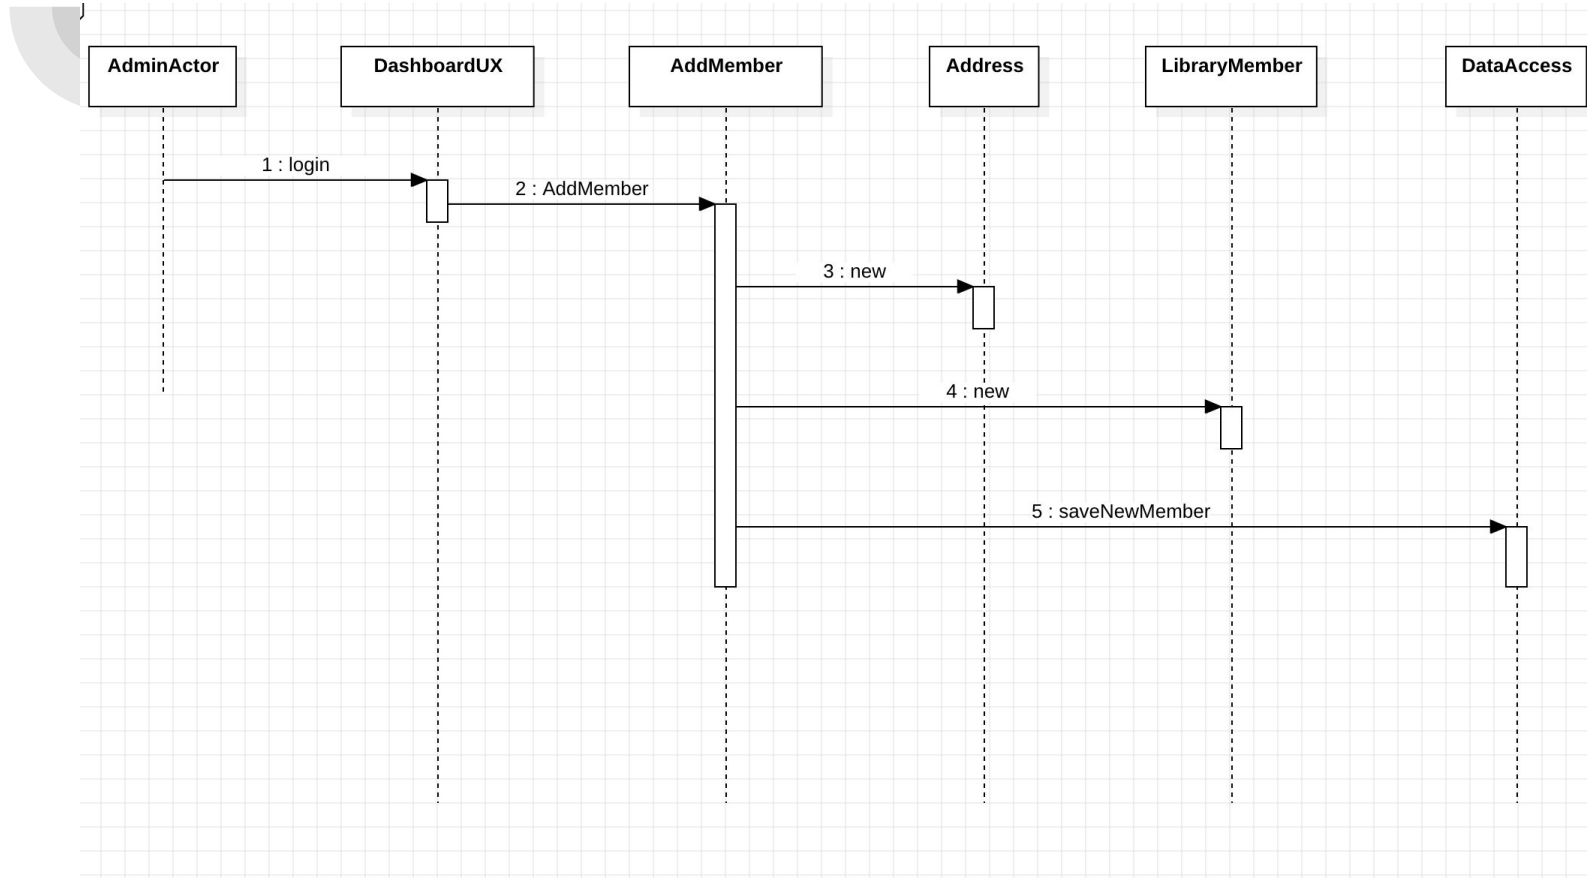 AdminActor
DashboardUX
AddMember
Address
LibraryMember
DataAccess
1 : login
2 : AddMember
3 : new
4 : new
5 : saveNewMember